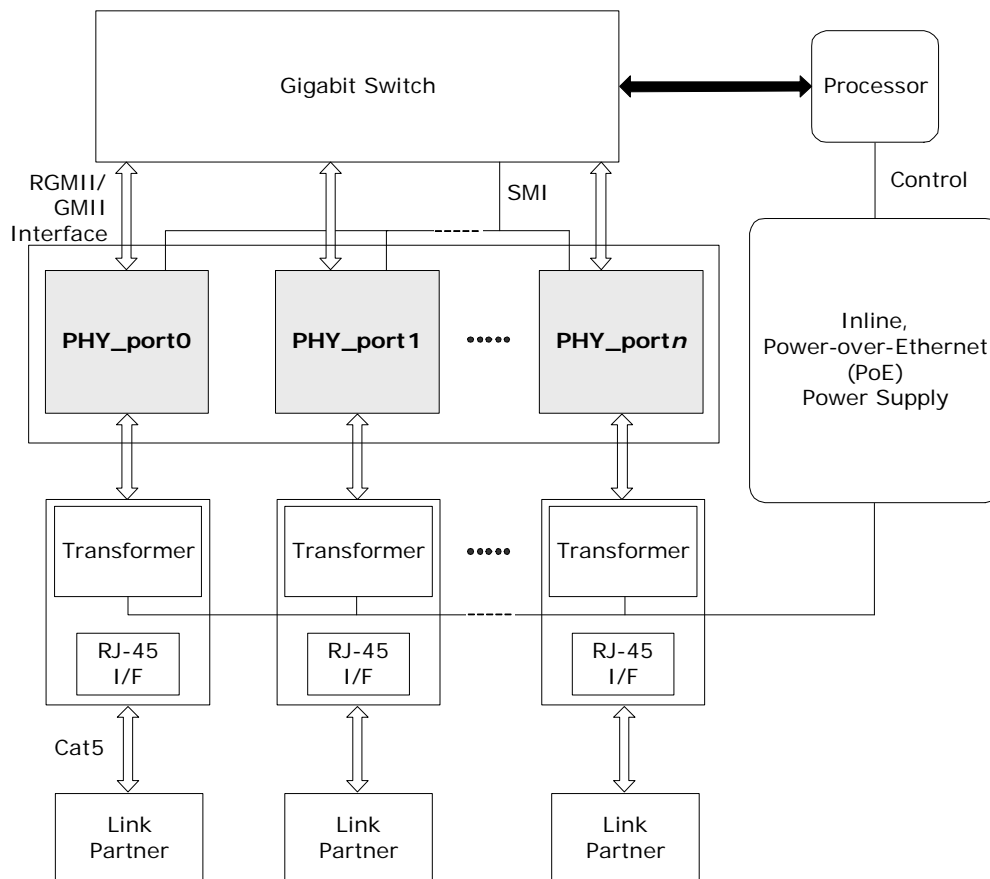 Gigabit Switch
Processor
RGMII/
GMII
Interface
SMI
Control
PHY_port0
PHY_port1
PHY_portn
Inline,
Power-over-Ethernet
(PoE)
Power Supply
Transformer
Transformer
Transformer
RJ-45
I/F
RJ-45
I/F
RJ-45
I/F
Cat5
Link
Partner
Link
Partner
Link
Partner